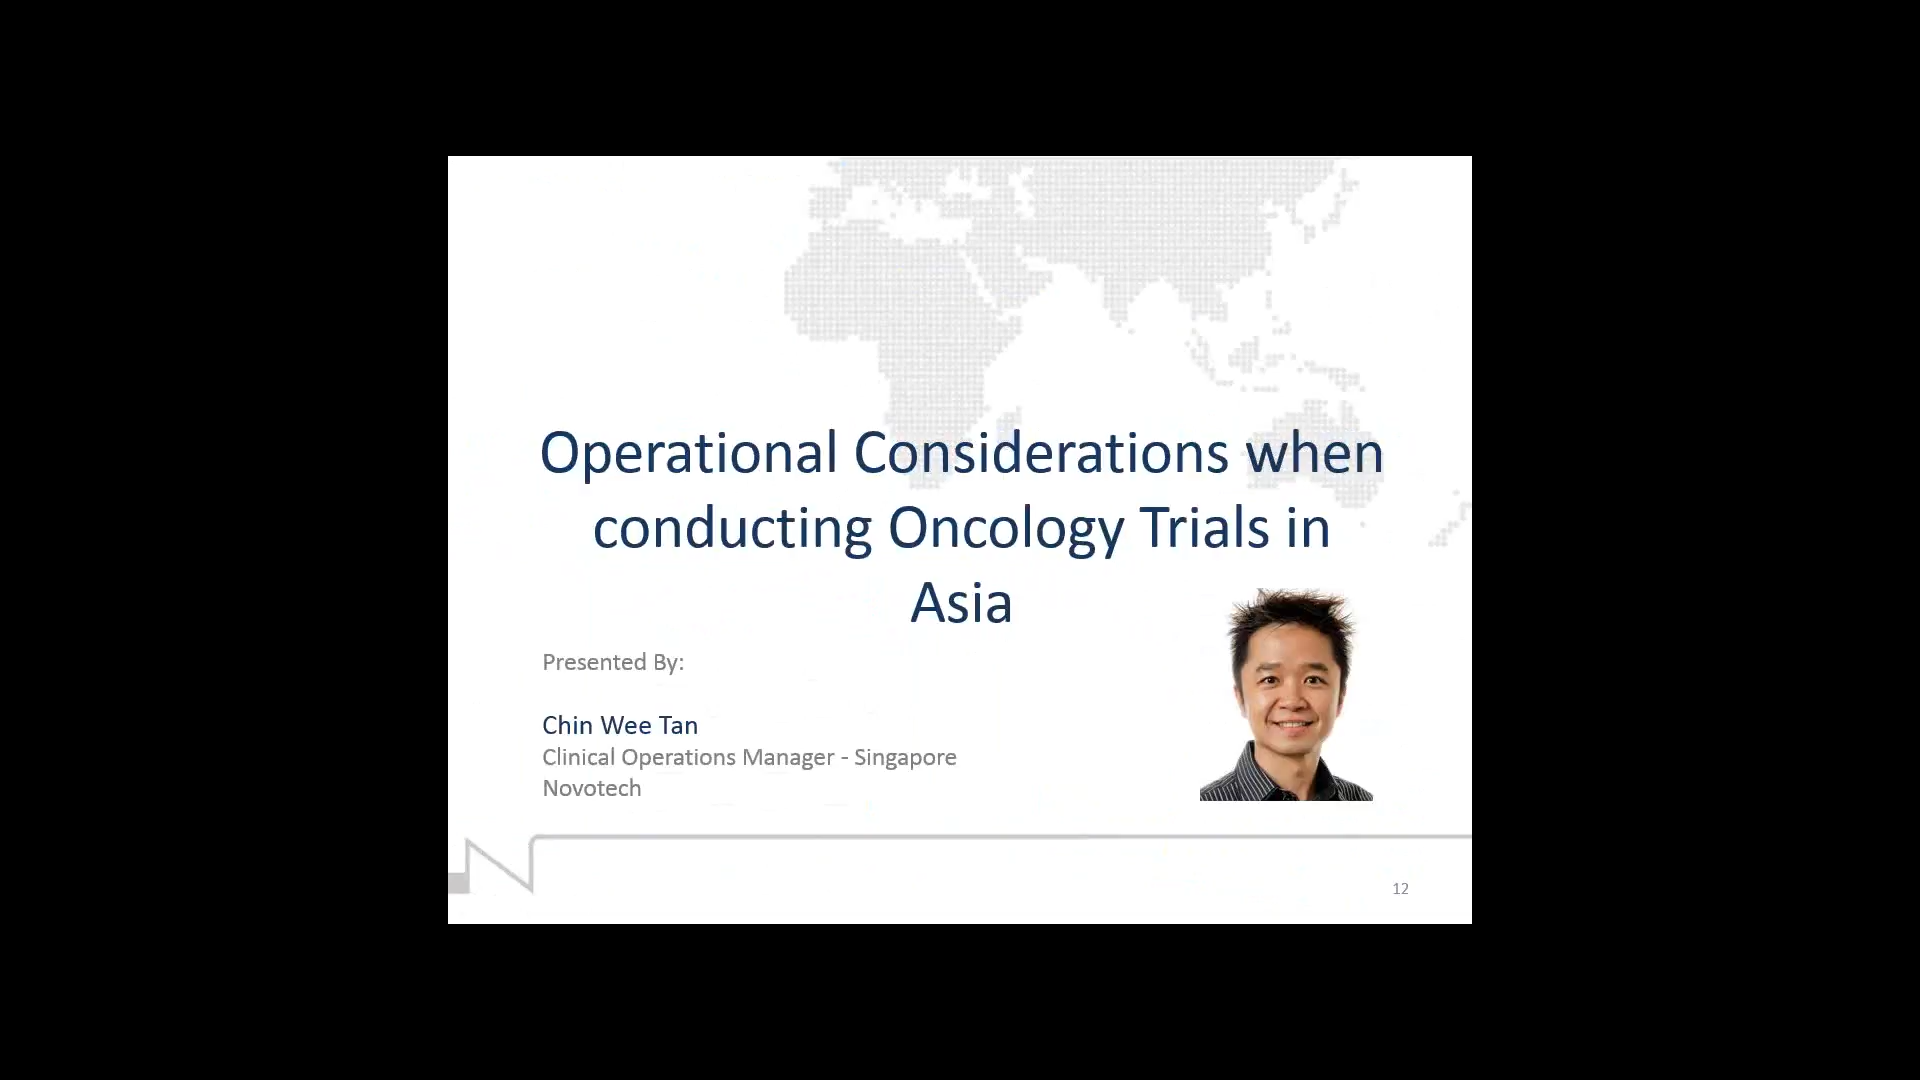 Operational Considerations when
conducting Oncology Trials in
Asia
Presented By:
Chin Wee Tan
Clinical Operations Manager - Singapore
Novotech
12